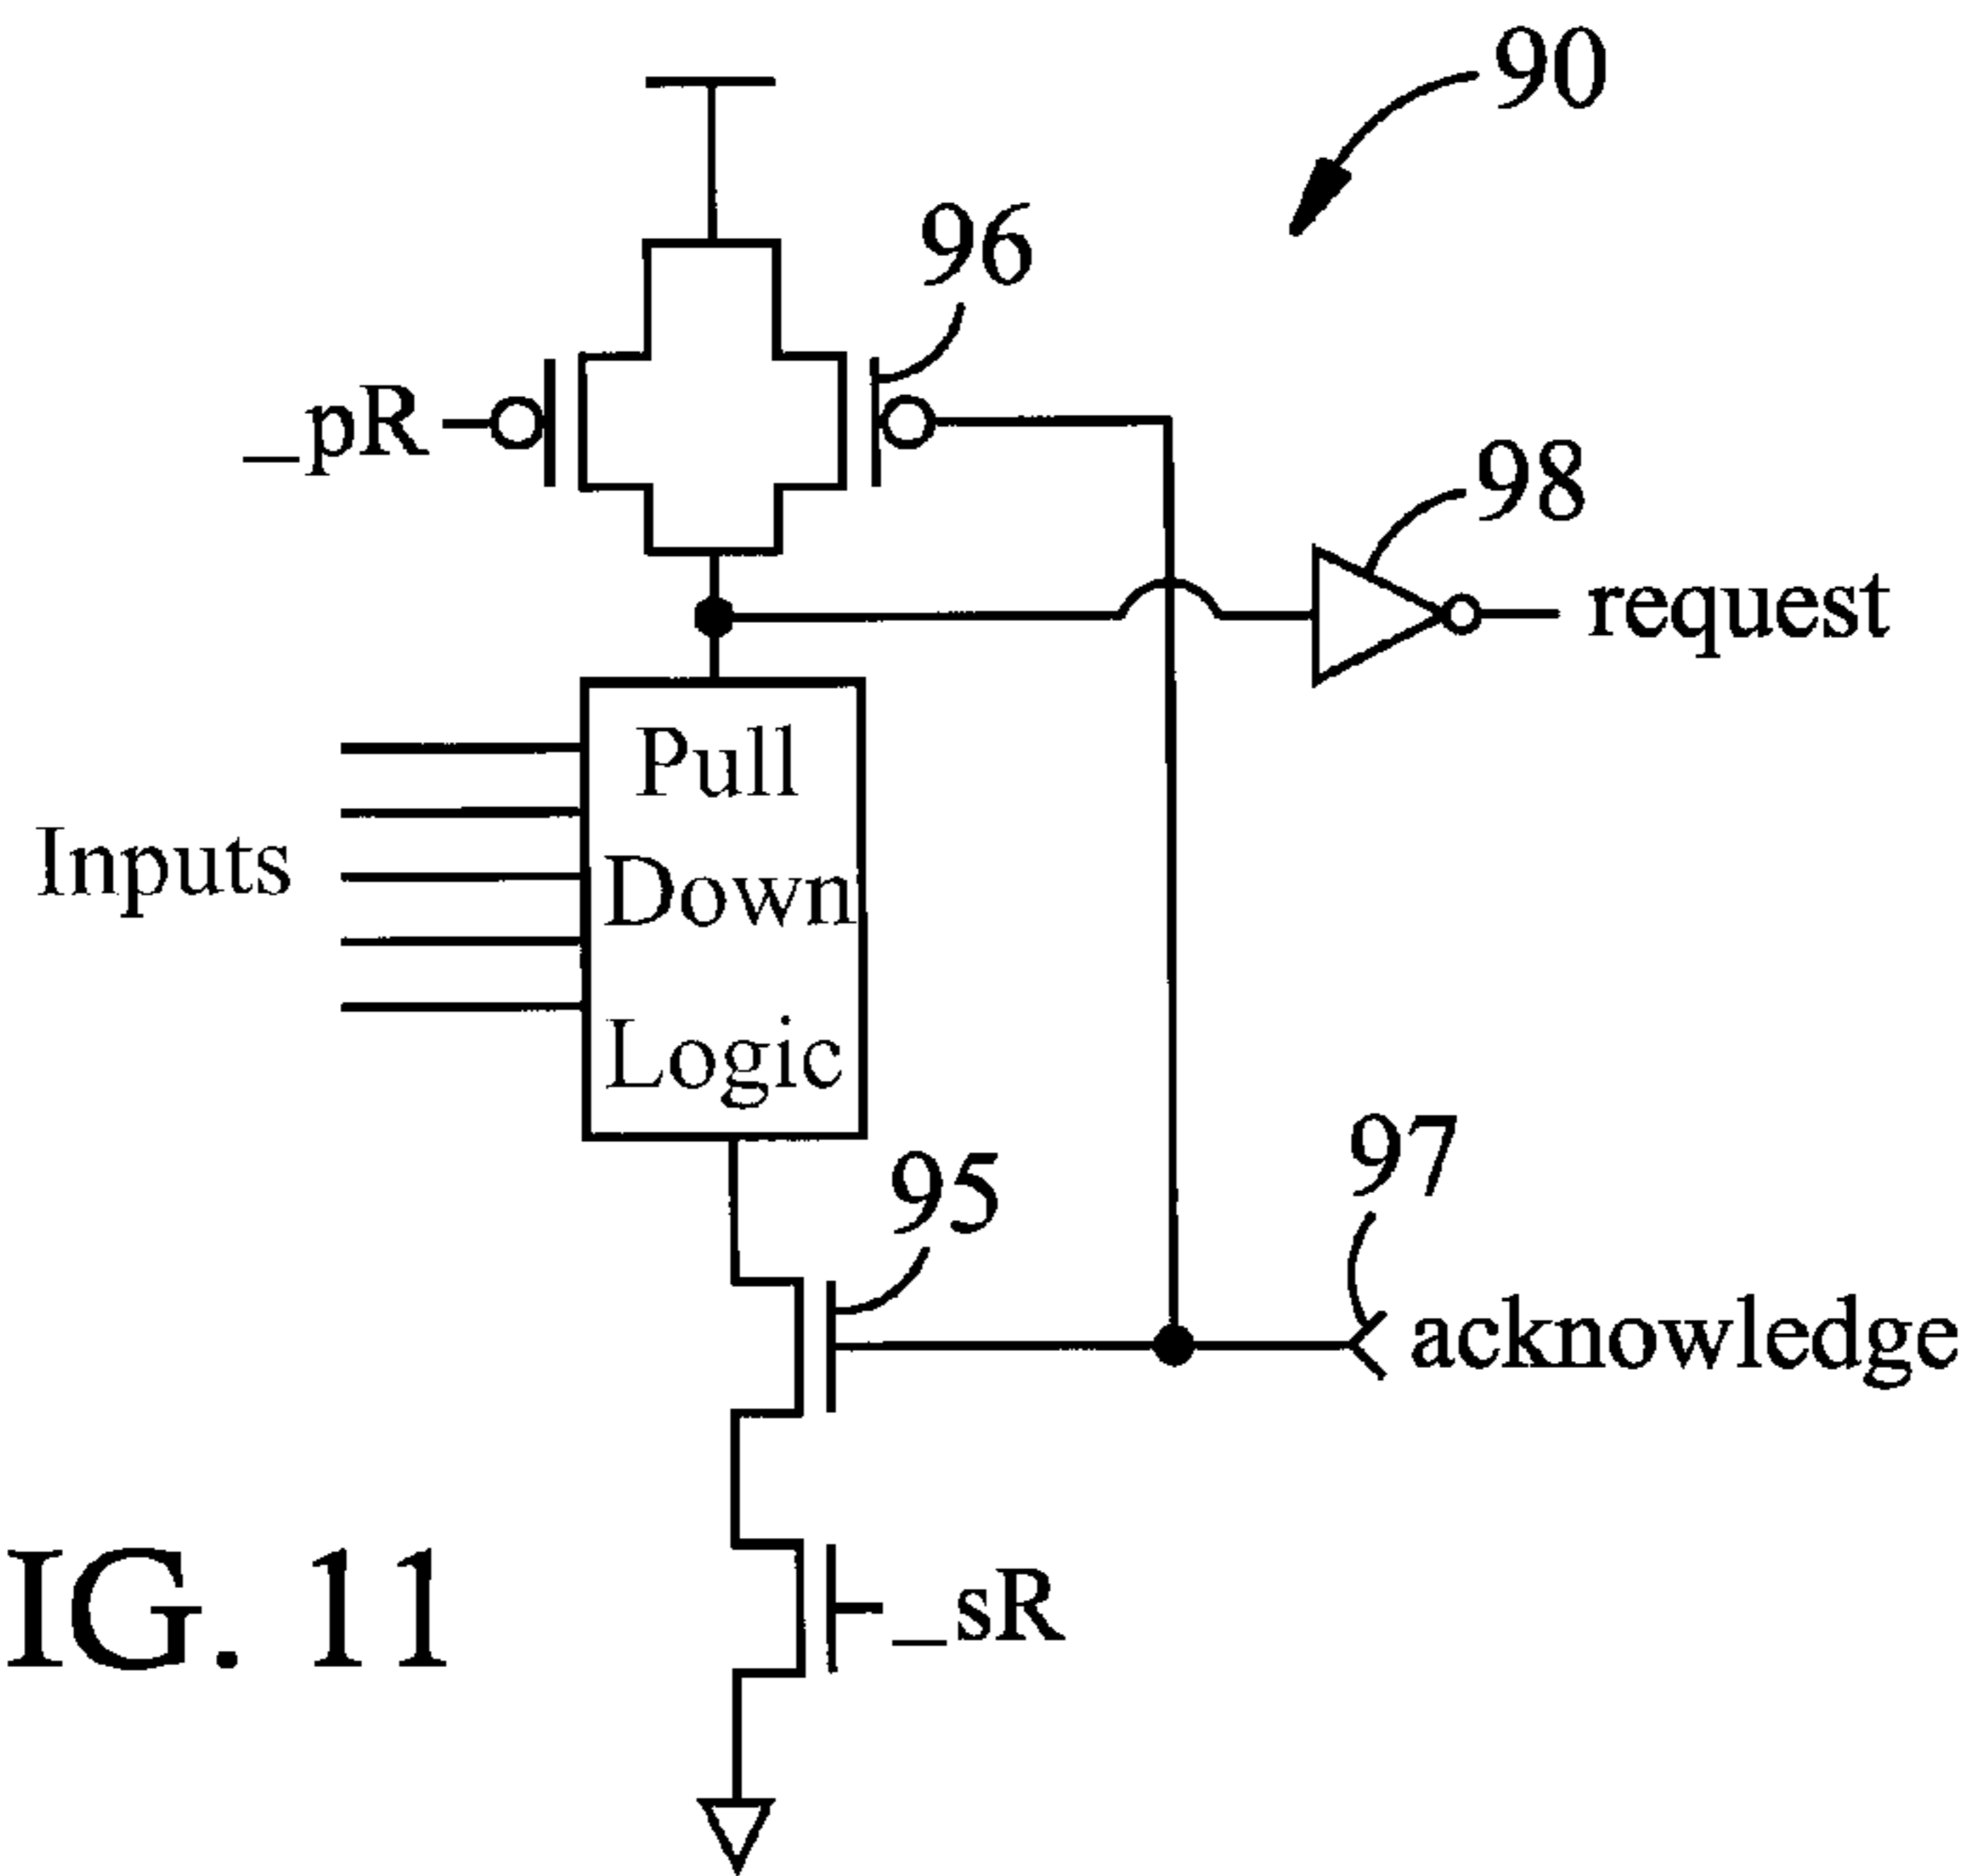 90
96
_pR
98
request
Pull
Inputs
Down
Logic
95
97
acknowledge
_sR
IG. 11